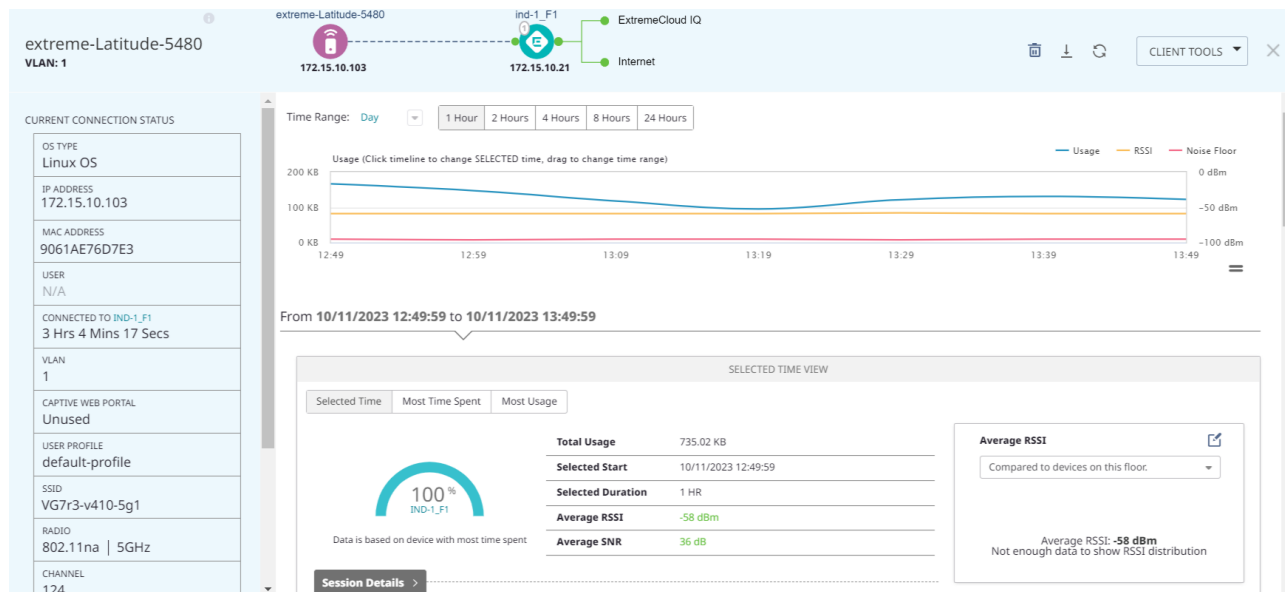 extreme-Latitude-5480
VLAN: 1
extreme-Latitude-5480
172.15.10.103
ind-1_F1
1
172.15.10.21
ExtremeCloud IQ
Internet
CLIENT TOOLS
CURRENT CONNECTION STATUS
OS TYPE
Linux OS
IP ADDRESS
172.15.10.103
MAC ADDRESS
9061AE76D7E3
USER
N/A
CONNECTED TO IND-1_F1
3 Hrs 4 Mins 17 Secs
VLAN
1
CAPTIVE WEB PORTAL
Unused
USER PROFILE
default-profile
SSID
VG7r3-v410-5g1
RADIO
802.11na | 5GHz
CHANNEL
124
Time Range: Day 1 Hour 2 Hours 4 Hours 8 Hours 24 Hours
Usage (Click timeline to change SELECTED time, drag to change time range)
Usage RSSI Noise Floor
200 KB 0 dBm
100 KB −50 dBm
0 KB −100 dBm
12:49 12:59 13:09 13:19 13:29 13:39 13:49
From 10/11/2023 12:49:59 to 10/11/2023 13:49:59
SELECTED TIME VIEW
Selected Time Most Time Spent Most Usage
100 %
IND-1_F1
Data is based on device with most time spent
Total Usage 735.02 KB
Selected Start 10/11/2023 12:49:59
Selected Duration 1 HR
Average RSSI -58 dBm
Average SNR 36 dB
Average RSSI
Compared to devices on this floor.
Average RSSI: -58 dBm
Not enough data to show RSSI distribution
Session Details >